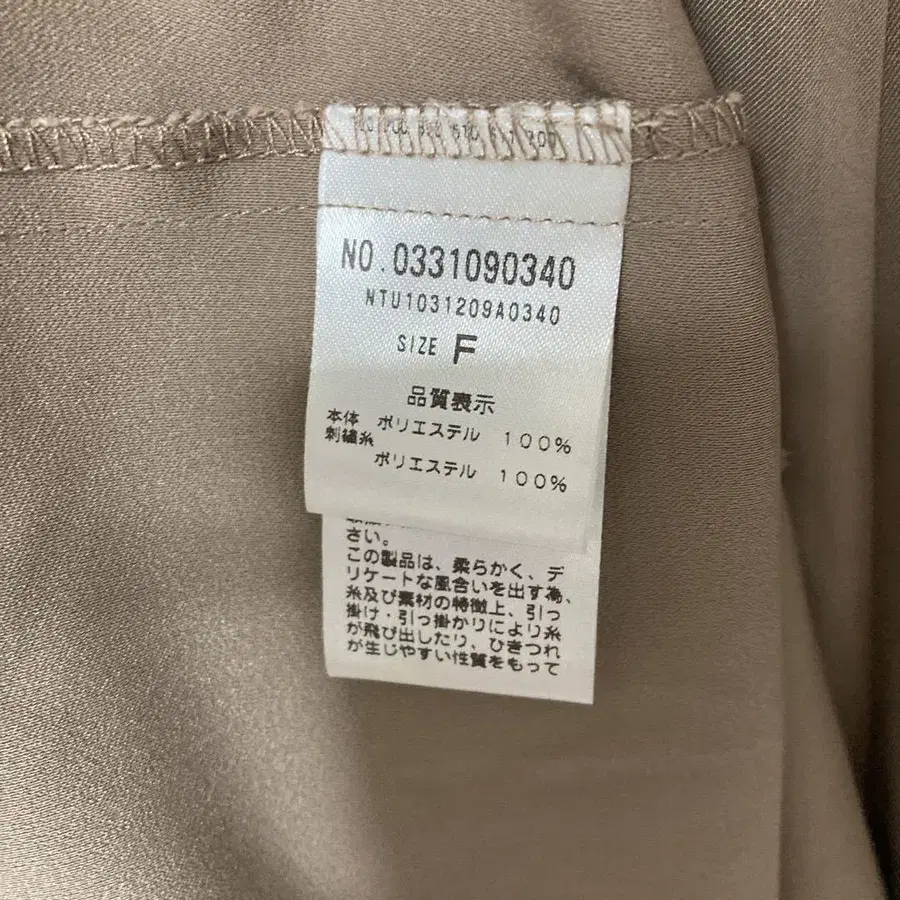 NO.0331090340
NTU1031209A0340
SIZE F
品質表示
本体 ポリエステル 100%
刺繍糸
ポリエステル 100%
さい。
この製品は、柔らかく、デ
リケートな風合いを出す為、
糸及び素材の特徴上、引っ
掛け・引っ掛かりにより糸
が飛び出したり、ひきつれ
が生じやすい性質をもって